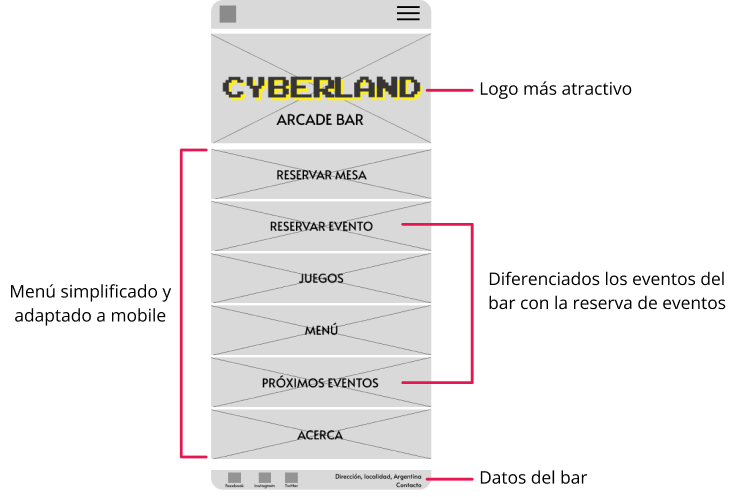 CYBERLAND
ARCADE BAR
Logo más atractivo
RESERVAR MESA
RESERVAR EVENTO
JUEGOS
MENÚ
PRÓXIMOS EVENTOS
ACERCA
Menú simplificado y
adaptado a mobile
Diferenciados los eventos del
bar con la reserva de eventos
Facebook
Instagram
Twitter
Dirección, localidad, Argentina
Contacto
Datos del bar